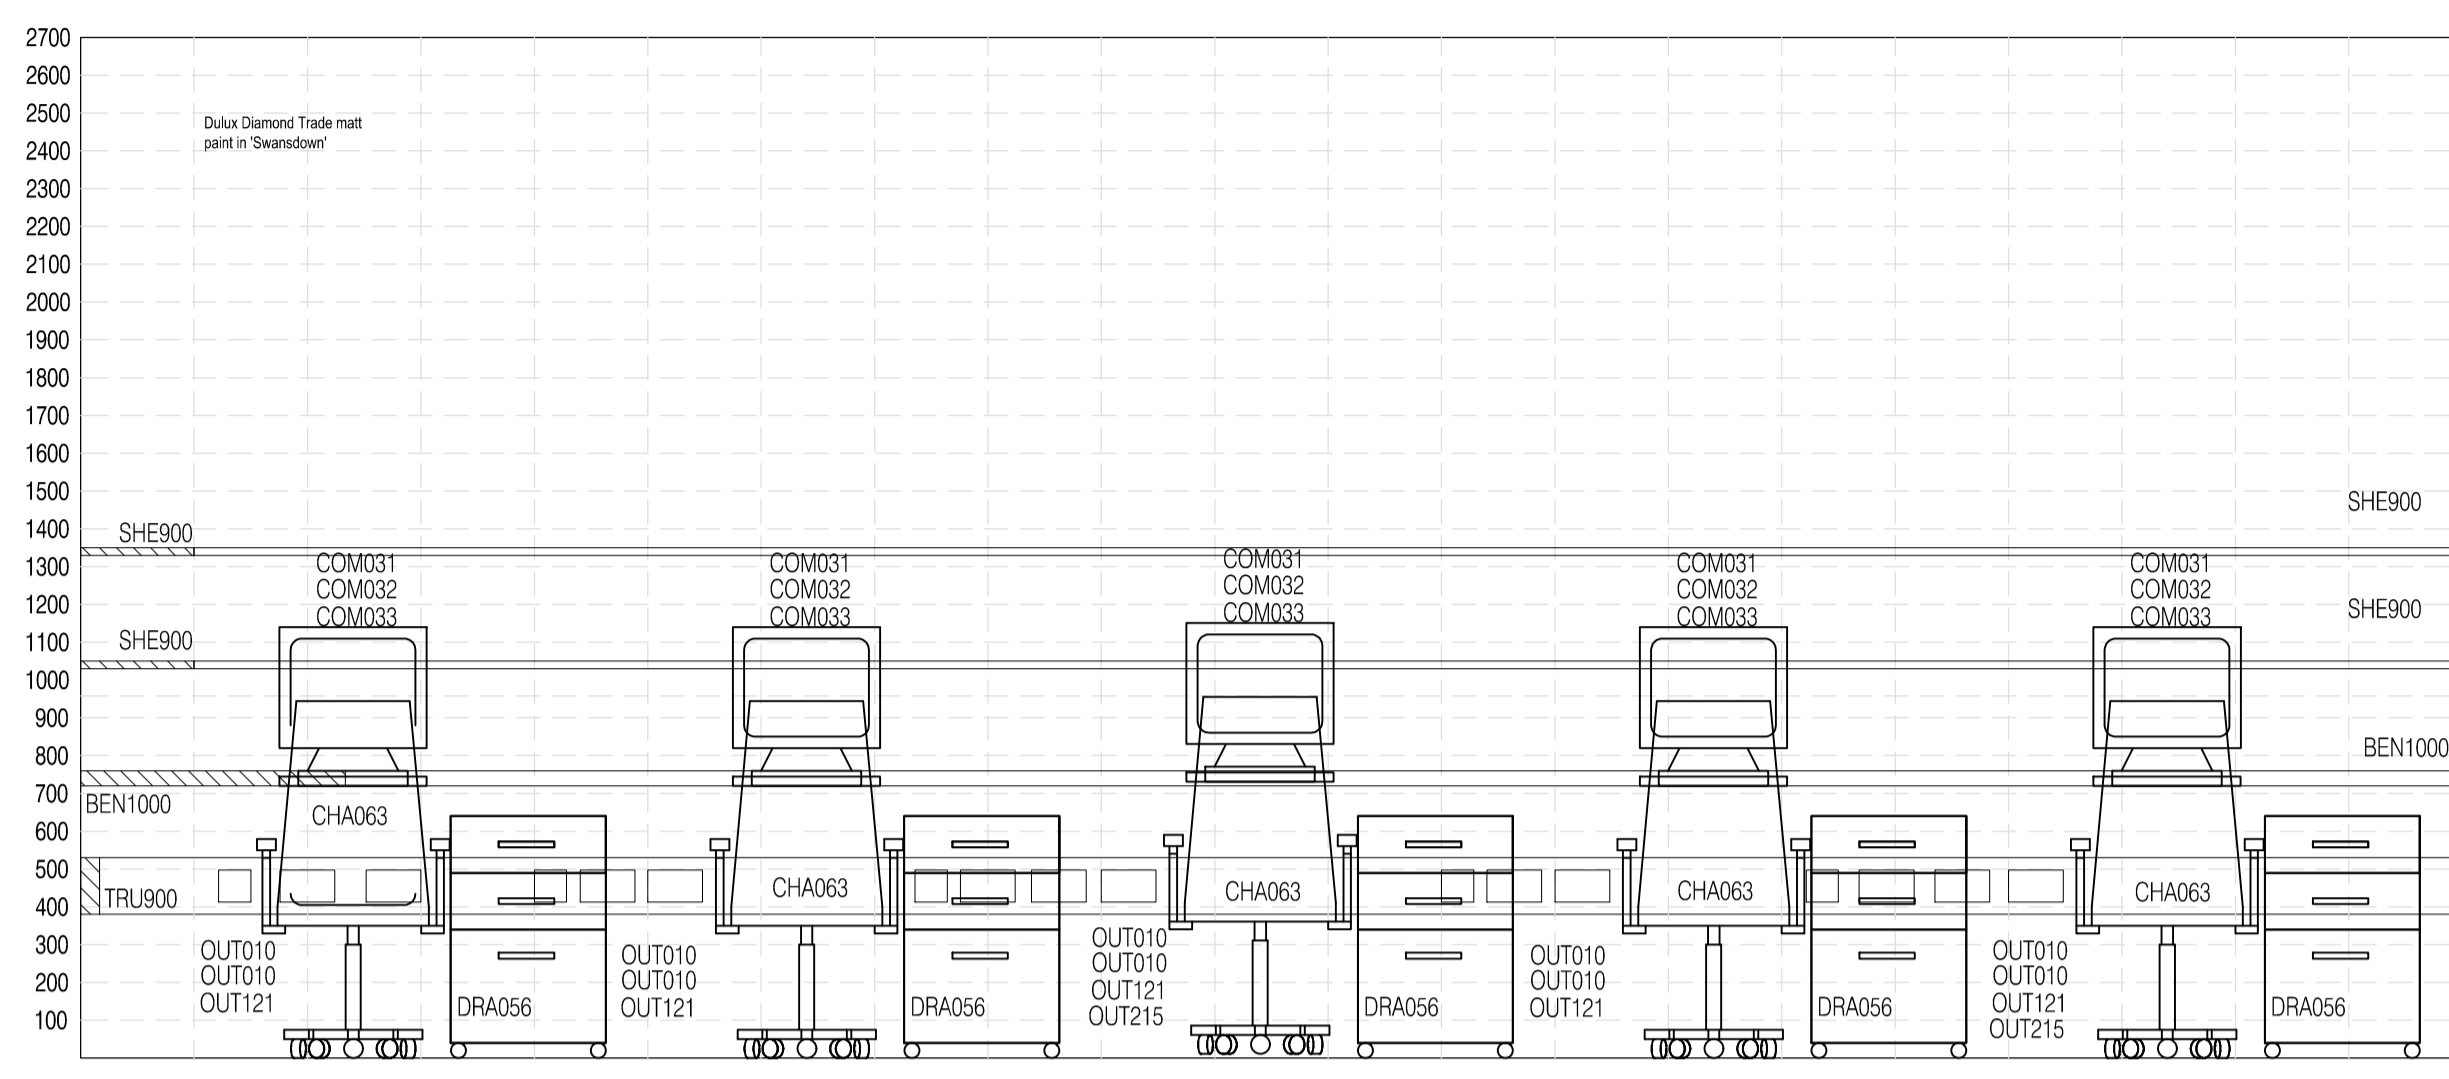 2700
2600
2500
2400
2300
2200
2100
2000
1900
1800
1700
1600
1500
1400
1300
1200
1100
1000
900
800
700
600
500
400
300
200
100
Dulux Diamond Trade matt
paint in 'Swansdown'
SHE900
SHE900
BEN1000
TRU900
COM031
COM032
COM033
CHA063
OUT010
OUT010
OUT121
DRA056
COM031
COM032
COM033
CHA063
OUT010
OUT010
OUT121
DRA056
COM031
COM032
COM033
CHA063
OUT010
OUT010
OUT121
OUT215
DRA056
COM031
COM032
COM033
CHA063
OUT010
OUT010
OUT121
DRA056
COM031
COM032
COM033
CHA063
OUT010
OUT010
OUT121
OUT215
DRA056
SHE900
SHE900
BEN1000